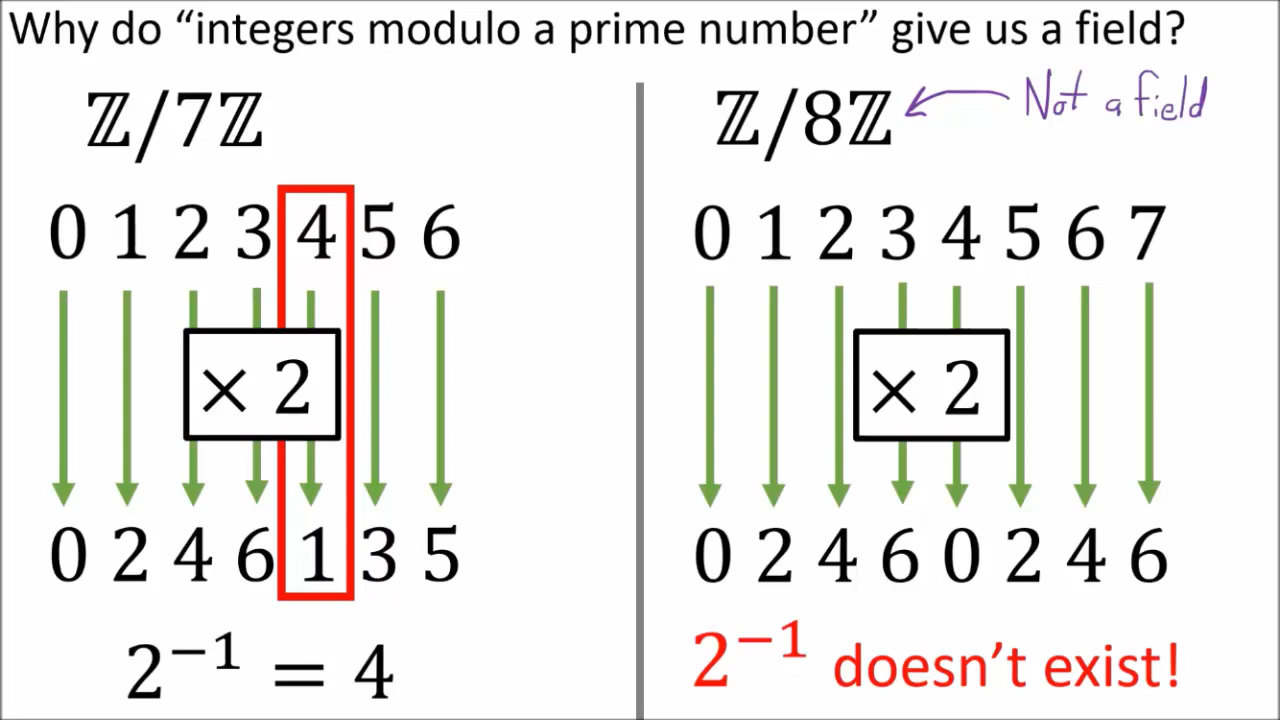 Why do “integers modulo a prime number” give us a field?
ℤ/7ℤ
0 1 2 3 4 5 6
× 2
0 2 4 6 1 3 5
2⁻¹ = 4
ℤ/8ℤ
Not a field
0 1 2 3 4 5 6 7
× 2
0 2 4 6 0 2 4 6
2⁻¹ doesn’t exist!